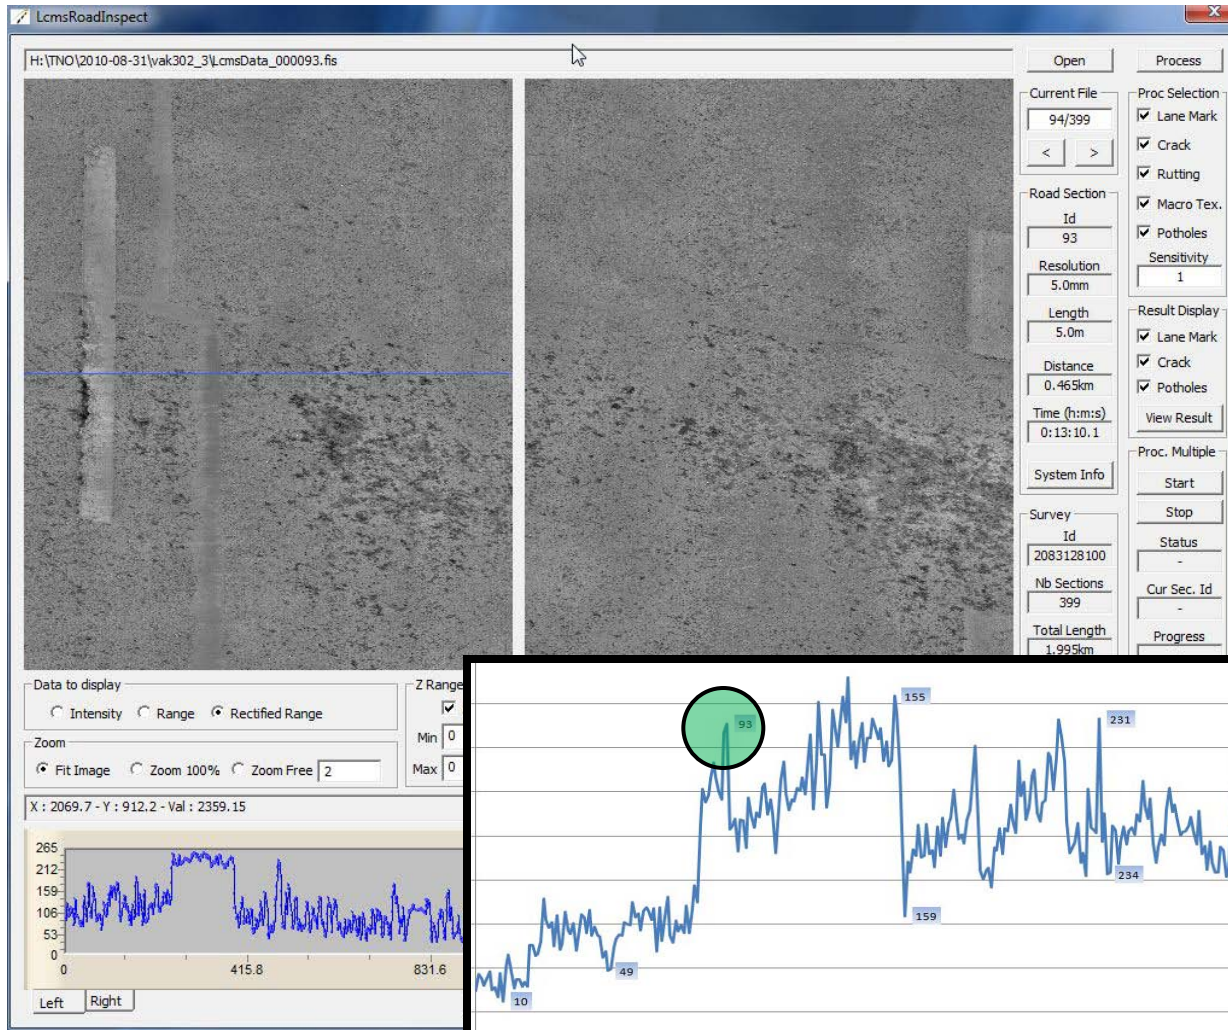 LcmsRoadInspect
H:\TNO\2010-08-31\vak302_3\LcmsData_000093.fis
Open
Process
Current File
94/399
<
>
Road Section
Id
93
Resolution
5.0mm
Length
5.0m
Distance
0.465km
Time (h:m:s)
0:13:10.1
System Info
Survey
Id
2083128100
Nb Sections
399
Total Length
1.995km
Proc Selection
Lane Mark
Crack
Rutting
Macro Tex.
Potholes
Sensitivity
1
Result Display
Lane Mark
Crack
Potholes
View Result
Proc. Multiple
Start
Stop
Status
-
Cur Sec. Id
-
Progress
Data to display
Intensity
Range
Rectified Range
Z Range
Min 0
Max 0
Zoom
Fit Image
Zoom 100%
Zoom Free 2
X : 2069.7 - Y : 912.2 - Val : 2359.15
265
212
159
106
53
0
0
415.8
831.6
Left
Right
93
155
231
234
159
49
10